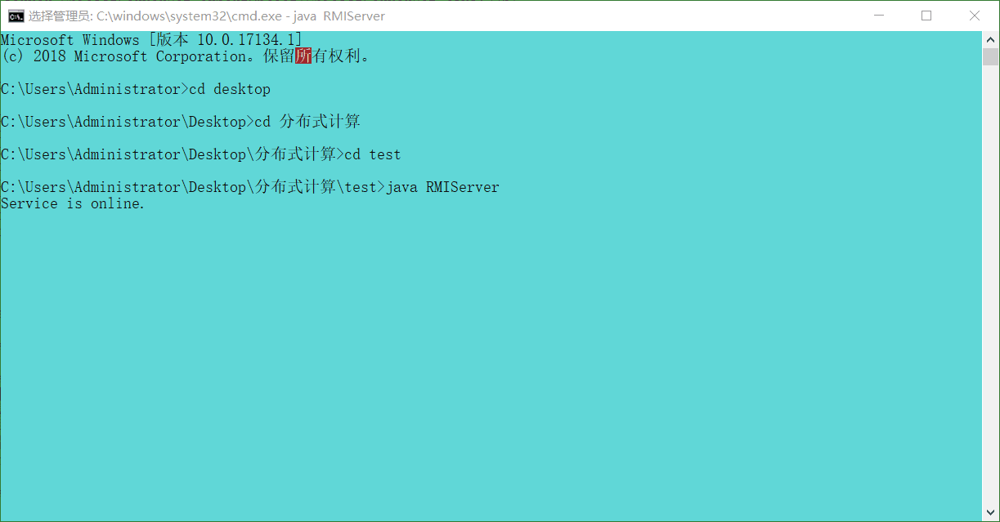 选择管理员: C:\windows\system32\cmd.exe - java  RMIServer
Microsoft Windows [版本 10.0.17134.1]
(c) 2018 Microsoft Corporation。保留所有权利。
C:\Users\Administrator>cd desktop
C:\Users\Administrator\Desktop>cd 分布式计算
C:\Users\Administrator\Desktop\分布式计算>cd test
C:\Users\Administrator\Desktop\分布式计算\test>java RMIServer
Service is online.